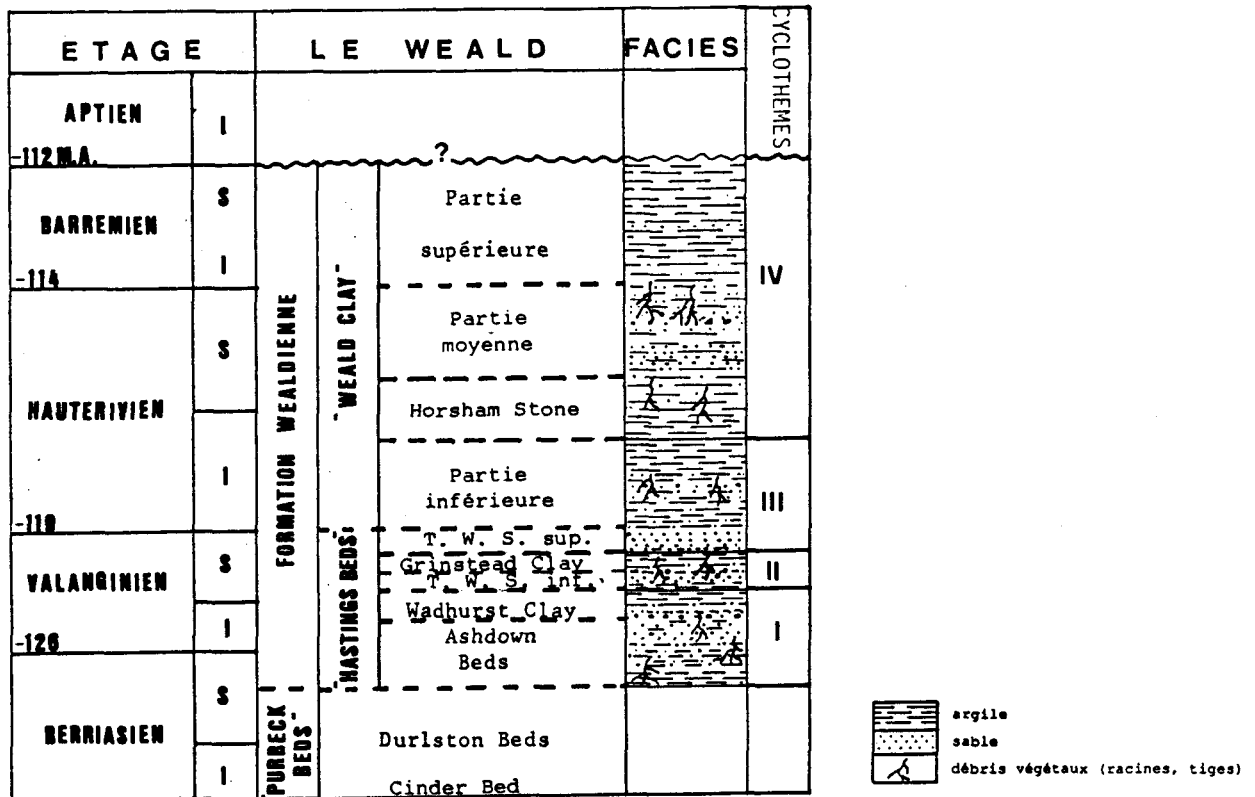 ETAGE LE WEALD FACIES CYCLOTHEMES
APTIEN I
-112 M.A.
?
BARREMIEN S
I
-114
Partie
supérieure
IV
HAUTERIVIEN S
I
-119
Partie
moyenne
Horsham Stone
Partie
inférieure
III
FORMATION WEALDIENNE
"WEALD CLAY"
VALANGINIEN S
I
-126
T. W. S. sup.
Grinstead Clay
T. W. S. inf.
II
Wadhurst Clay
Ashdown
Beds
I
"HASTINGS BEDS"
BERRIASIEN S
I
"PURBECK
BEDS"
Durlston Beds
Cinder Bed
argile
sable
débris végétaux (racines, tiges)